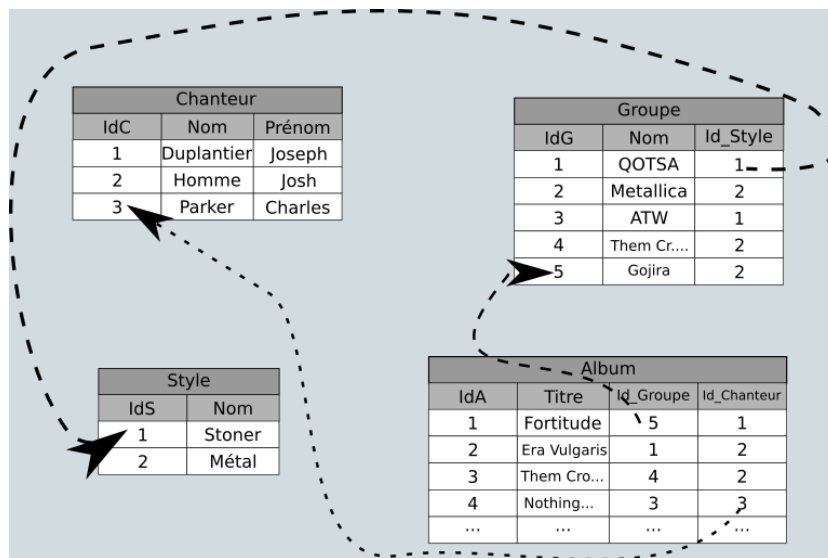 Chanteur
IdC Nom Prénom
1 Duplantier Joseph
2 Homme Josh
3 Parker Charles
Groupe
IdG Nom Id_Style
1 QOTSA 1
2 Metallica 2
3 ATW 1
4 Them Cr.... 2
5 Gojira 2
Style
IdS Nom
1 Stoner
2 Métal
Album
IdA Titre Id_Groupe Id_Chanteur
1 Fortitude 5 1
2 Era Vulgaris 1 2
3 Them Cro... 4 2
4 Nothing... 3 3
... ... ... ...